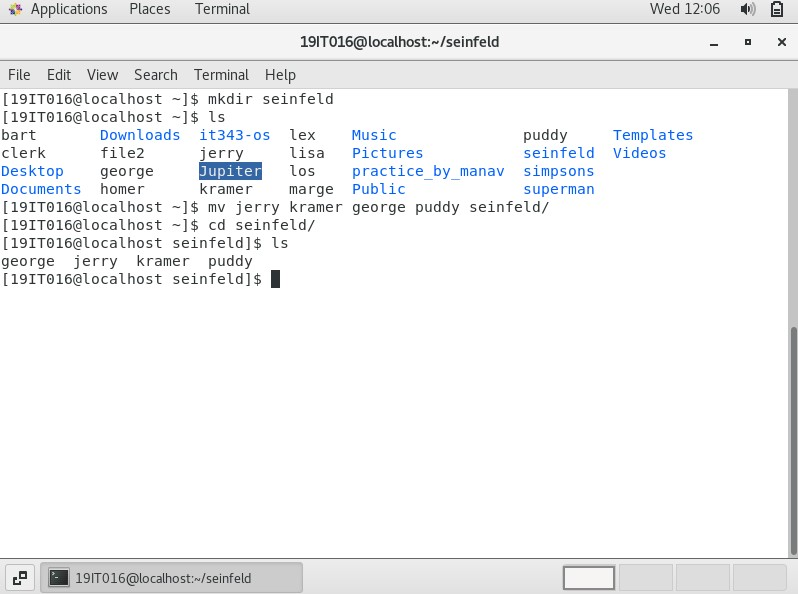 Applications Places Terminal Wed 12:06
19IT016@localhost:~/seinfeld
File Edit View Search Terminal Help
[19IT016@localhost ~]$ mkdir seinfeld
[19IT016@localhost ~]$ ls
bart Downloads it343-os lex Music puddy Templates
clerk file2 jerry lisa Pictures seinfeld Videos
Desktop george Jupiter los practice_by_manav simpsons
Documents homer kramer marge Public superman
[19IT016@localhost ~]$ mv jerry kramer george puddy seinfeld/
[19IT016@localhost ~]$ cd seinfeld/
[19IT016@localhost seinfeld]$ ls
george jerry kramer puddy
[19IT016@localhost seinfeld]$
19IT016@localhost:~/seinfeld